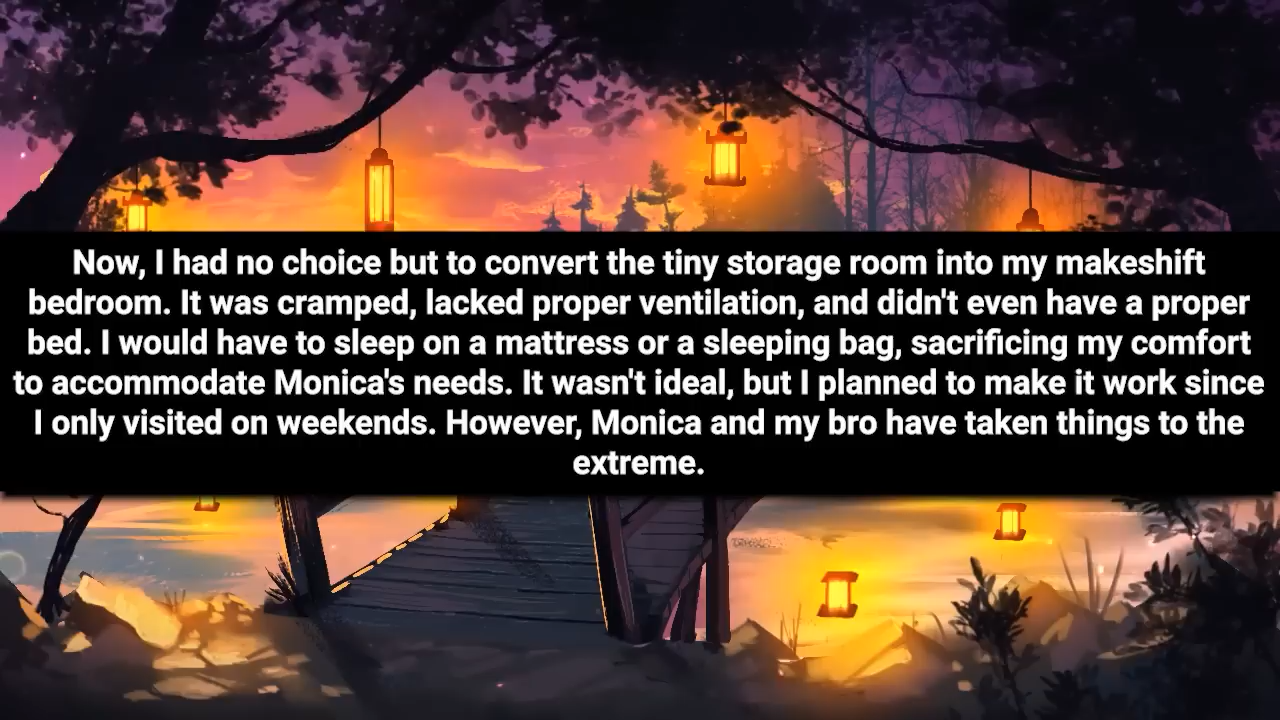 Now, I had no choice but to convert the tiny storage room into my makeshift
bedroom. It was cramped, lacked proper ventilation, and didn't even have a proper
bed. I would have to sleep on a mattress or a sleeping bag, sacrificing my comfort
to accommodate Monica's needs. It wasn't ideal, but I planned to make it work since
I only visited on weekends. However, Monica and my bro have taken things to the
extreme.